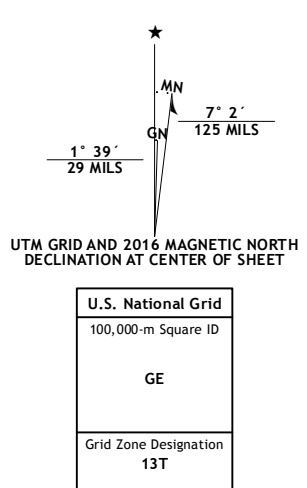 ★
MN
7° 2´
125 MILS
GN
1° 39´
29 MILS
UTM GRID AND 2016 MAGNETIC NORTH
DECLINATION AT CENTER OF SHEET
U.S. National Grid
100,000-m Square ID
GE
Grid Zone Designation
13T